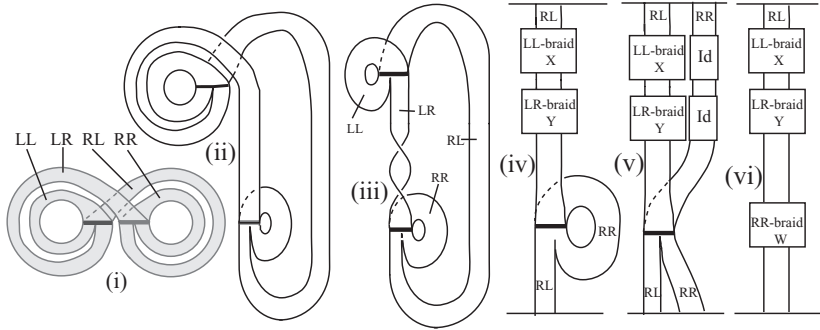 LL LR RL RR
(i)
(ii)
LL
LR
RL
RR
(iii)
RL
LL-braid
X
LR-braid
Y
(iv)
RR
RL
RL RR
LL-braid
X
Id
LR-braid
Y
Id
(v)
RL
RR
RL
LL-braid
X
LR-braid
Y
(vi)
RR-braid
W